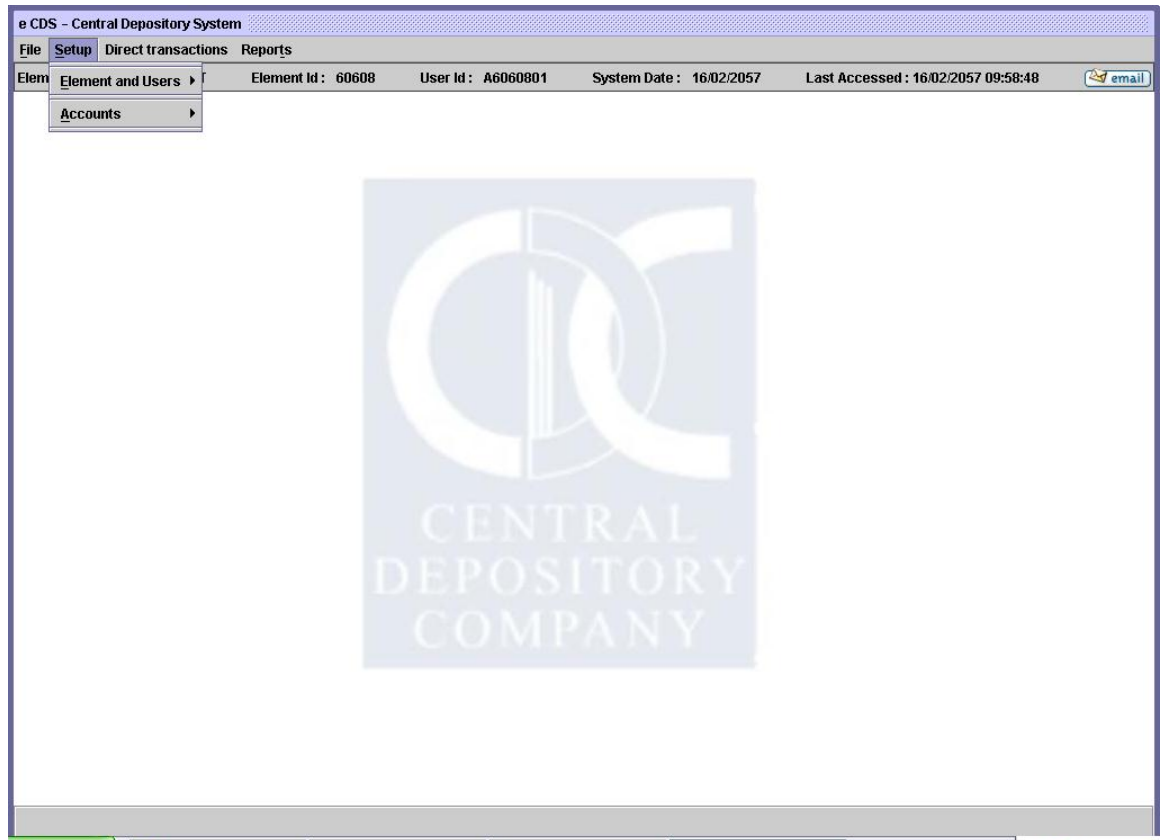 e CDS – Central Depository System
File Setup Direct transactions Reports
Elem Element Id : 60608 User Id : A6060801 System Date : 16/02/2057 Last Accessed : 16/02/2057 09:58:48 email
Element and Users
Accounts
CENTRAL
DEPOSITORY
COMPANY